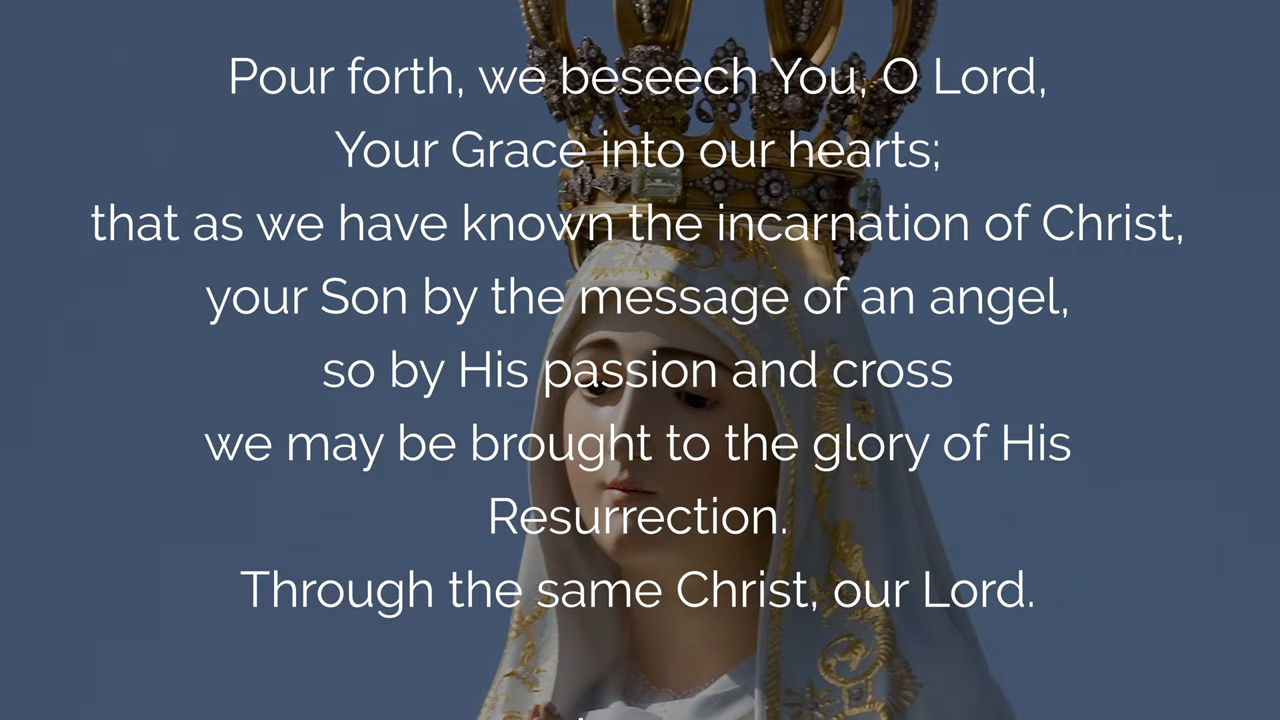 Pour forth, we beseech You, O Lord,
Your Grace into our hearts;
that as we have known the incarnation of Christ,
your Son by the message of an angel,
so by His passion and cross
we may be brought to the glory of His
Resurrection.
Through the same Christ, our Lord.